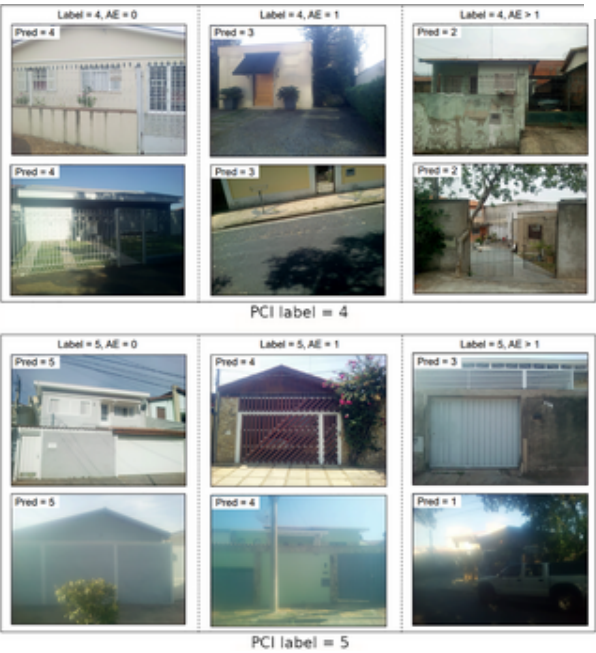 Label = 4, AE = 0
Label = 4, AE = 1
Label = 4, AE > 1
Pred = 4
Pred = 3
Pred = 2
Pred = 4
Pred = 3
Pred = 2
PCI label = 4
Label = 5, AE = 0
Label = 5, AE = 1
Label = 5, AE > 1
Pred = 5
Pred = 4
Pred = 3
Pred = 5
Pred = 4
Pred = 1
PCI label = 5